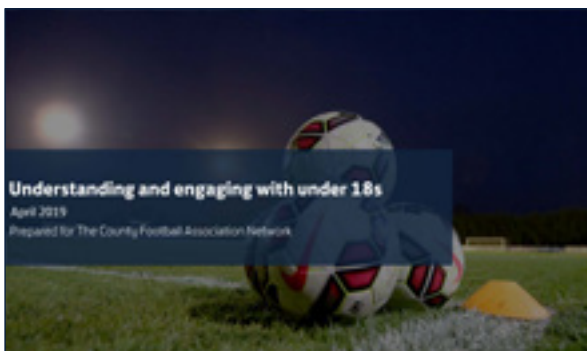 Understanding and engaging with under 18s
April 2019
Prepared for The County Football Association Network